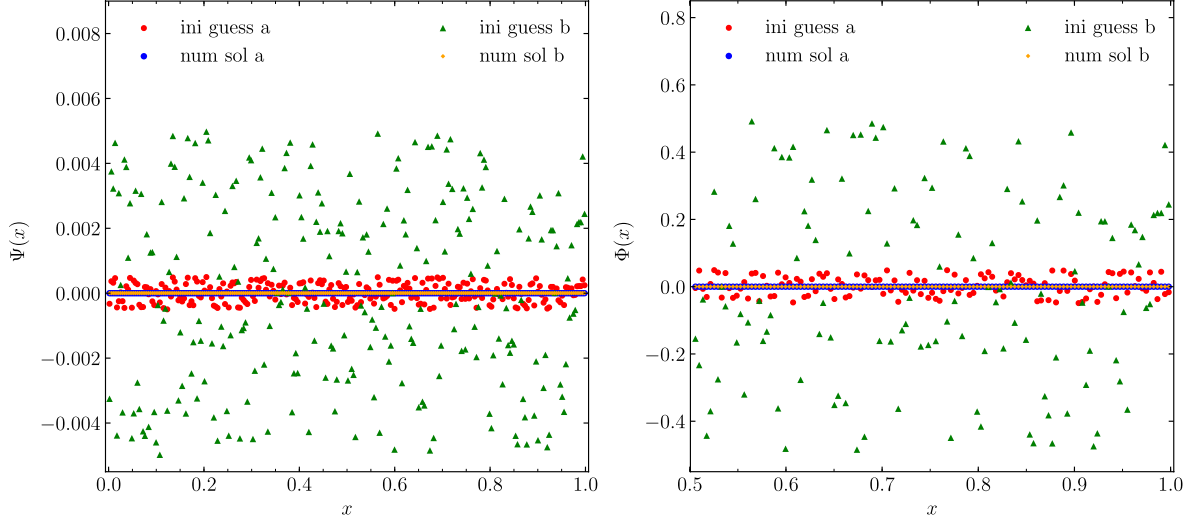 ini guess a
num sol a
ini guess b
num sol b
0.008
0.006
0.004
0.002
0.000
−0.002
−0.004
Ψ(x)
0.0 0.2 0.4 0.6 0.8 1.0
x
ini guess a
num sol a
ini guess b
num sol b
0.8
0.6
0.4
0.2
0.0
−0.2
−0.4
Φ(x)
0.5 0.6 0.7 0.8 0.9 1.0
x